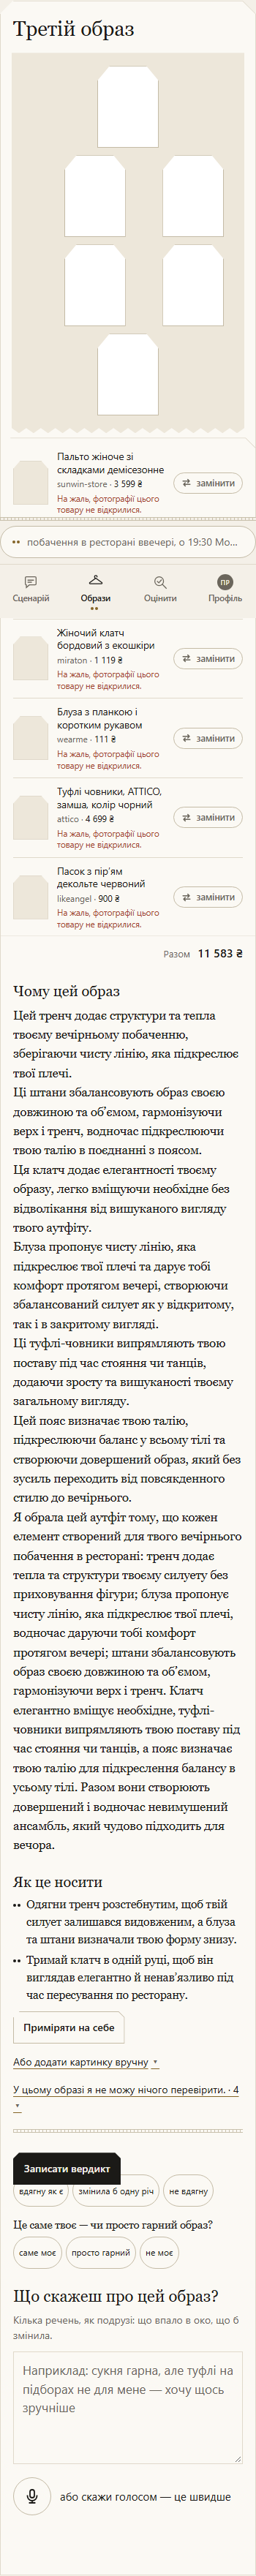 Третій образ
Пальто жіноче зі
складками демісезонне
sunwin-store · 3 599 ₴
На жаль, фотографії цього
товару не відкрилися.
замінити
побачення в ресторані ввечері, о 19:30 Мо...
Сценарій
Образи
Оцінити
ПР
Профіль
Жіночий клатч
бордовий з екошкіри
miraton · 1 119 ₴
На жаль, фотографії цього
товару не відкрилися.
замінити
Блуза з планкою і
коротким рукавом
wearme · 111 ₴
На жаль, фотографії цього
товару не відкрилися.
замінити
Туфлі човники, ATTICO,
замша, колір чорний
attico · 4 699 ₴
На жаль, фотографії цього
товару не відкрилися.
замінити
Пасок з пір'ям
декольте червоний
likeangel · 900 ₴
На жаль, фотографії цього
товару не відкрилися.
замінити
Разом 11 583 ₴
Чому цей образ
Цей тренч додає структури та тепла
твоєму вечірньому побаченню,
зберігаючи чисту лінію, яка підкреслює
твої плечі.
Ці штани збалансовують образ своєю
довжиною та об'ємом, гармонізуючи
верх і тренч, водночас підкреслюючи
твою талію в поєднанні з поясом.
Ця клатч додає елегантності твоєму
образу, легко вміщуючи необхідне без
відволікання від вишуканого вигляду
твого аутфіту.
Блуза пропонує чисту лінію, яка
підкреслює твої плечі та дарує тобі
комфорт протягом вечері, створюючи
збалансований силует як у відкритому,
так і в закритому вигляді.
Ці туфлі-човники випрямляють твою
поставу під час стояння чи танців,
додаючи зросту та вишуканості твоєму
загальному вигляду.
Цей пояс визначає твою талію,
підкреслюючи баланс у всьому тілі та
створюючи довершений образ, який без
зусиль переходить від повсякденного
стилю до вечірнього.
Я обрала цей аутфіт тому, що кожен
елемент створений для твого вечірнього
побачення в ресторані: тренч додає
тепла та структури твоєму силуету без
приховування фігури; блуза пропонує
чисту лінію, яка підкреслює твої плечі,
водночас даруючи тобі комфорт
протягом вечері; штани збалансовують
образ своєю довжиною та об'ємом,
гармонізуючи верх і тренч. Клатч
елегантно вміщує необхідне, туфлі-
човники випрямляють твою поставу під
час стояння чи танців, а пояс визначає
твою талію для підкреслення балансу в
усьому тілі. Разом вони створюють
довершений і водночас невимушений
ансамбль, який чудово підходить для
вечора.
Як це носити
Одягни тренч розстебнутим, щоб твій
силует залишався видовженим, а блуза
та штани визначали твою форму знизу.
Тримай клатч в одній руці, щоб він
виглядав елегантно й ненав'язливо під
час пересування по ресторану.
Приміряти на себе
Або додати картинку вручну
У цьому образі я не можу нічого перевірити. · 4
Записати вердикт
вдягну як є
змінила б одну річ
не вдягну
Це саме твоє — чи просто гарний образ?
саме моє
просто гарний
не моє
Що скажеш про цей образ?
Кілька речень, як подрузі: що впало в око, що б
змінила.
Наприклад: сукня гарна, але туфлі на
підборах не для мене — хочу щось
зручніше
або скажи голосом — це швидше